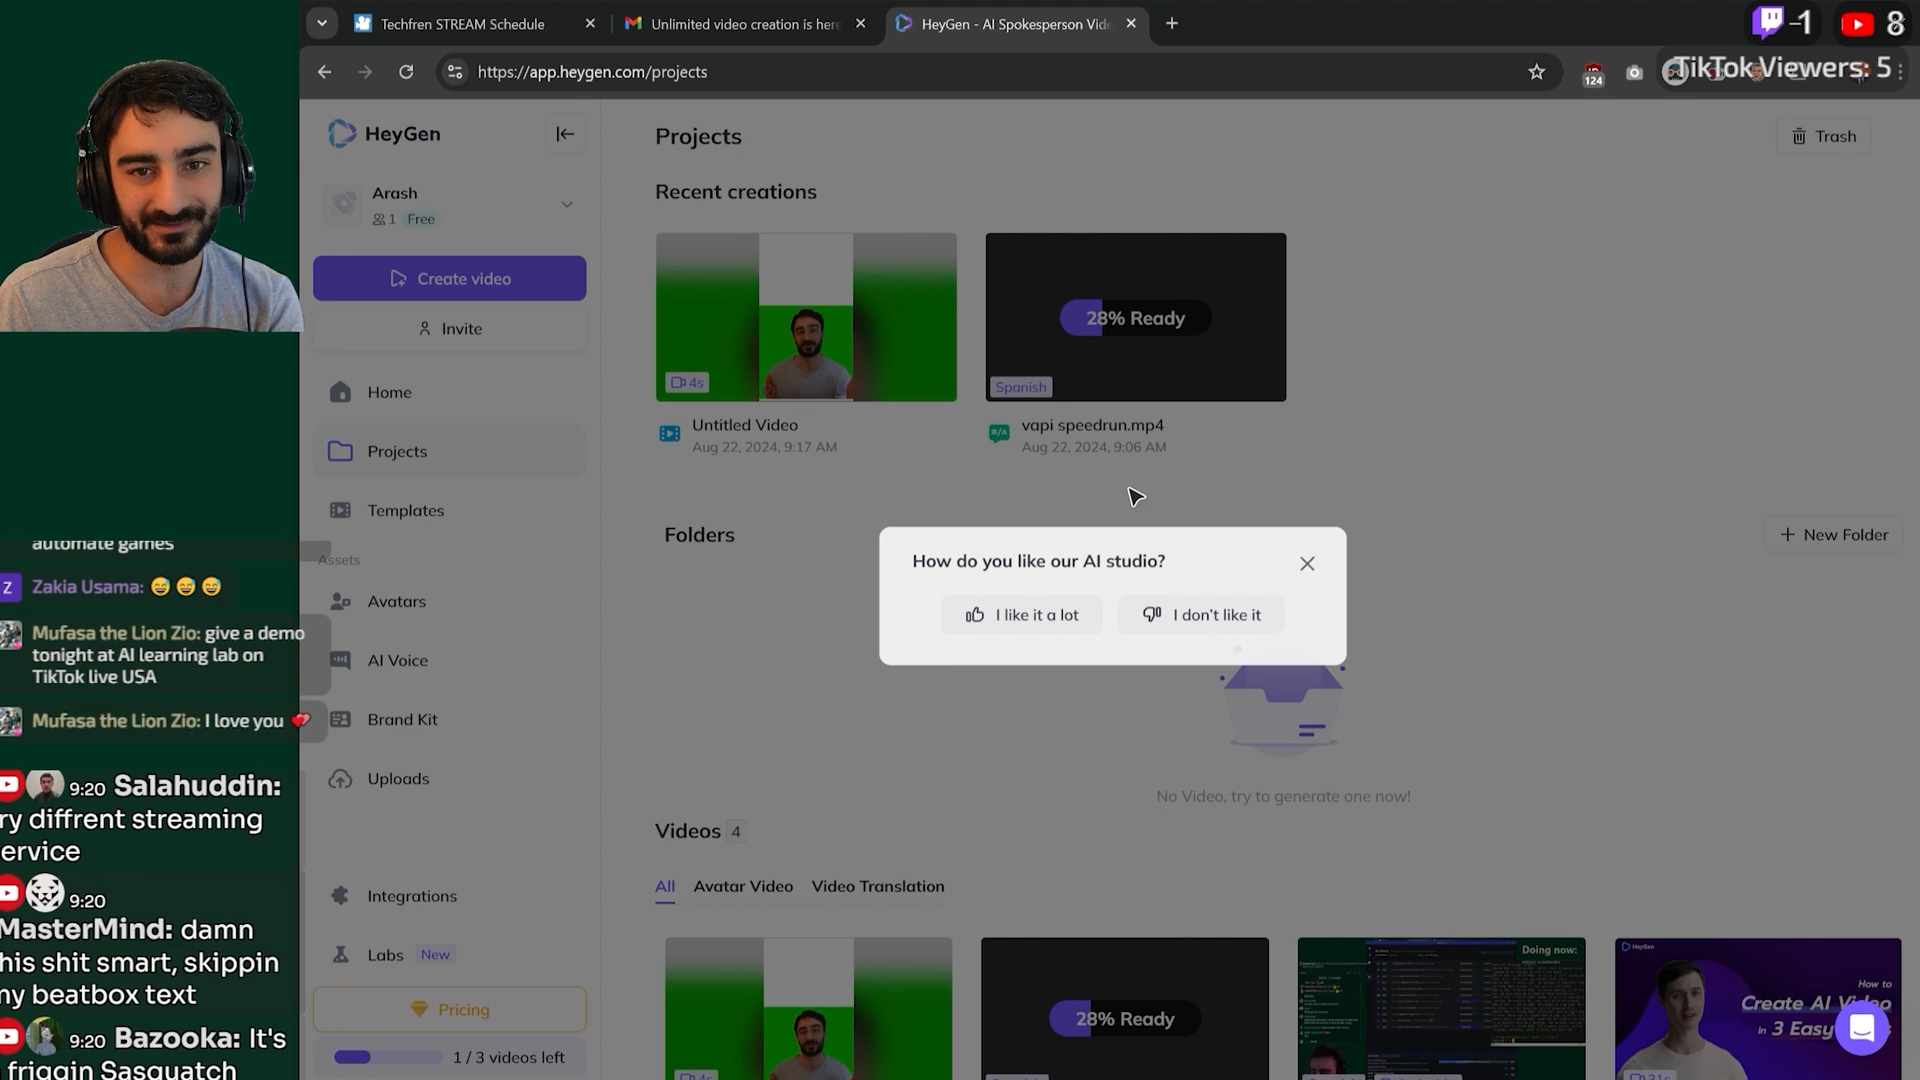 Techfren STREAM Schedule
Unlimited video creation is here
HeyGen - AI Spokesperson Vide
-1
8
https://app.heygen.com/projects
124
TikTok Viewers: 5
HeyGen
Projects
Trash
Arash
1 Free
Recent creations
Create video
Invite
4s
28% Ready
Spanish
Untitled Video
Aug 22, 2024, 9:17 AM
vapi speedrun.mp4
Aug 22, 2024, 9:06 AM
Home
Projects
Templates
Assets
Avatars
AI Voice
Brand Kit
Uploads
Integrations
Labs New
Pricing
1 / 3 videos left
Folders
New Folder
How do you like our AI studio?
I like it a lot
I don't like it
No Video, try to generate one now!
Videos 4
All
Avatar Video
Video Translation
4s
28% Ready
Doing now:
HeyGen
How to
Create AI Video
In 3 Easy
automate games
Z
Zakia Usama: 😅 😅 😅
Mufasa the Lion Zio: give a demo
tonight at AI learning lab on
TikTok live USA
Mufasa the Lion Zio: I love you 💕
9:20 Salahuddin:
ry diffrent streaming
ervice
9:20
MasterMind: damn
his shit smart, skippin
my beatbox text
9:20 Bazooka: It's
friggin Sasquatch